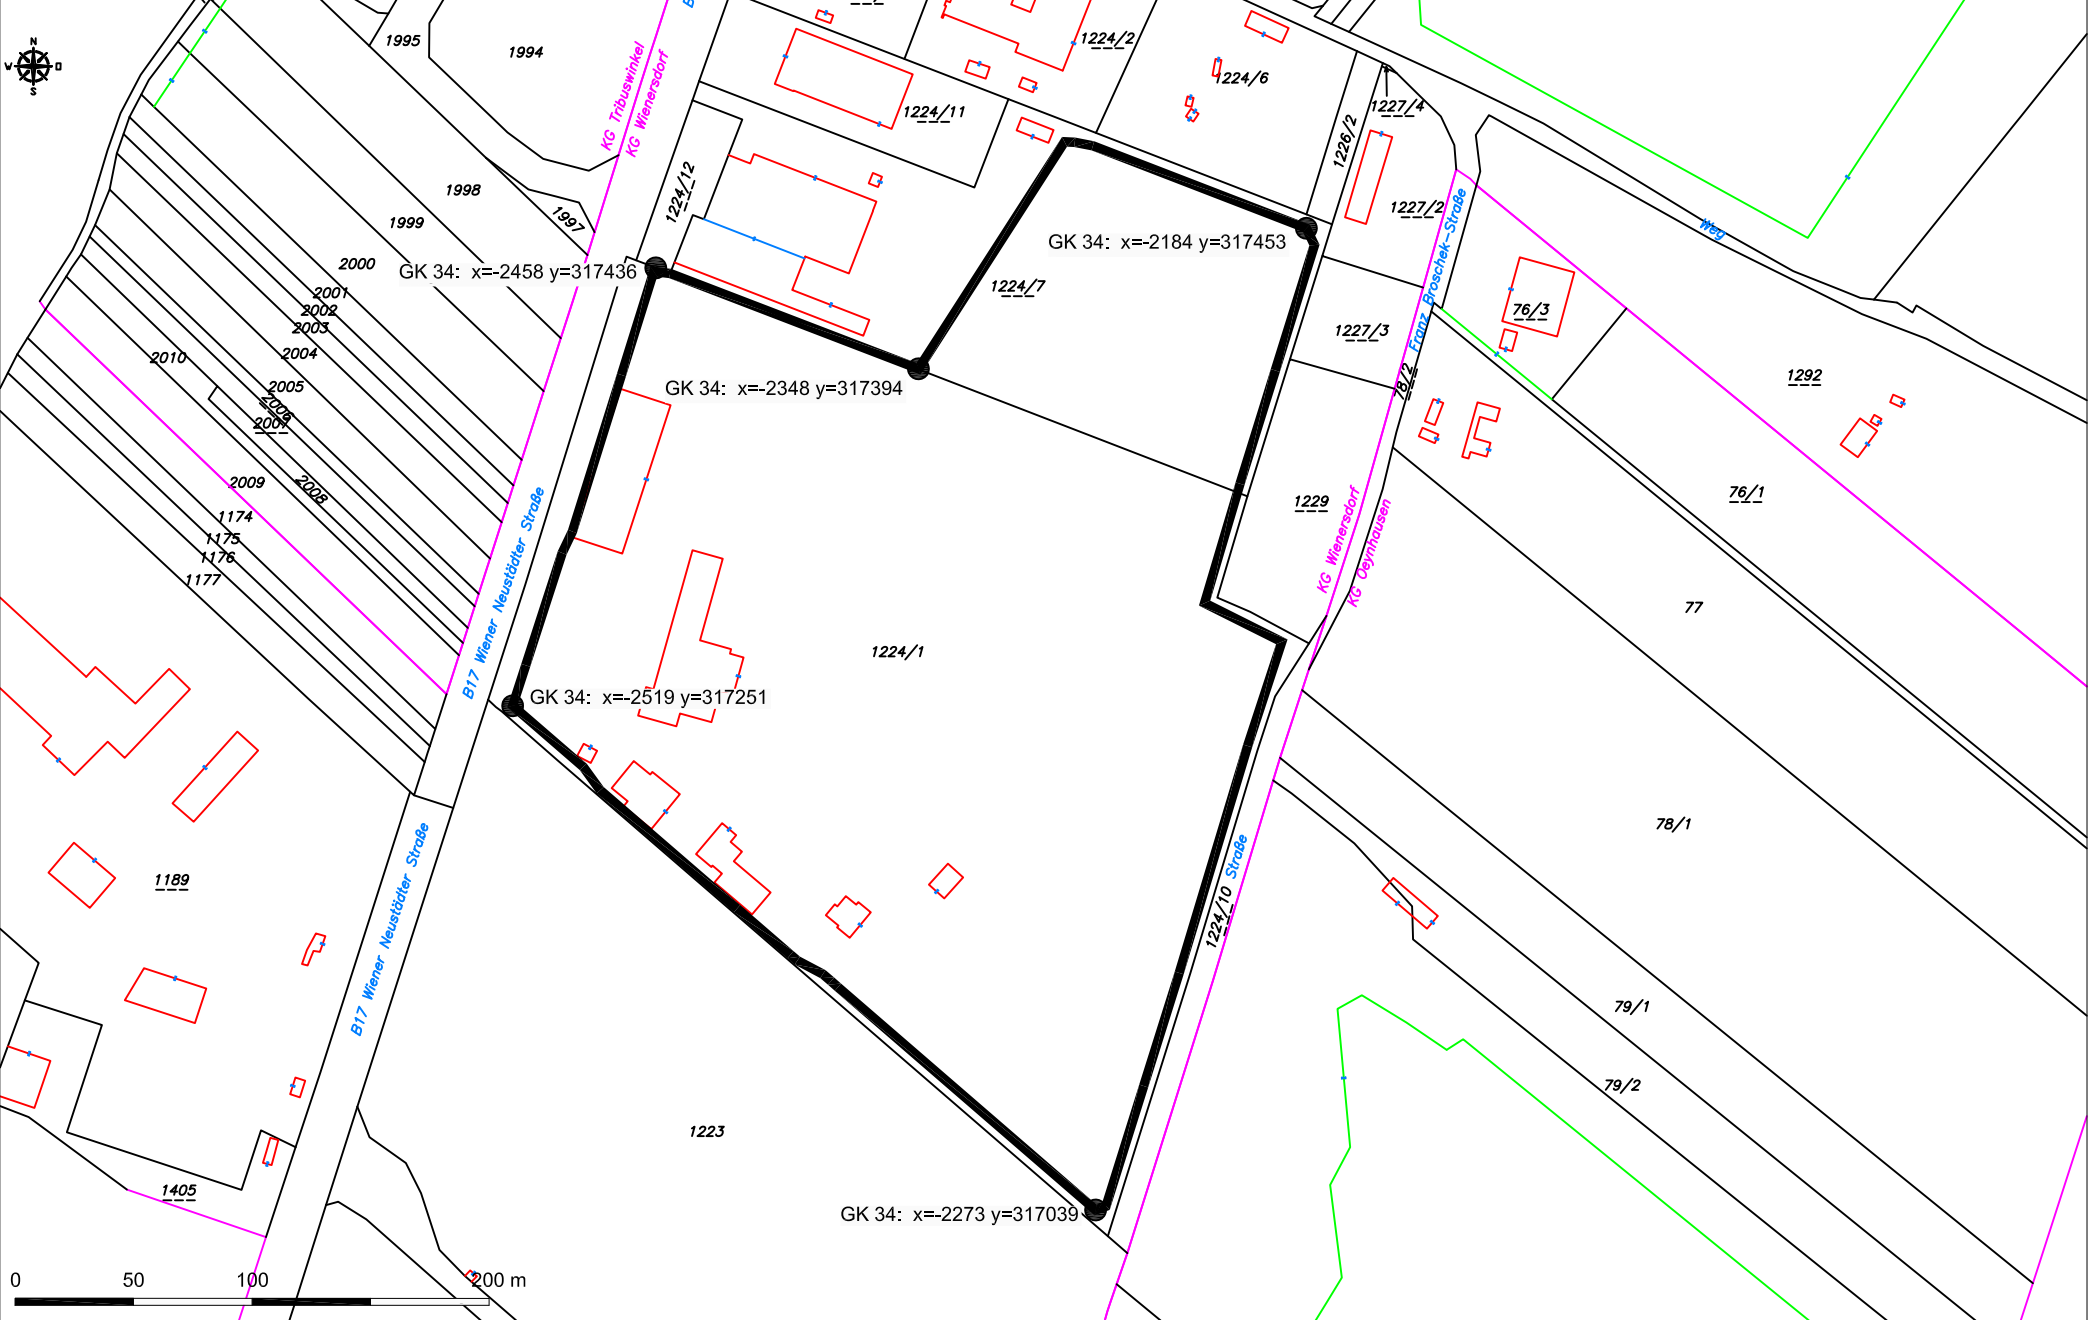 N
W O
S
1995
1994
KG Tribuswinkel
KG Wienersdorf
1224/2
1224/6
1224/11
1227/4
1226/2
1224/12
1998
1997
1999
1227/2
Franz Broschek-Straße
Weg
2000
GK 34: x=-2458 y=317436
GK 34: x=-2184 y=317453
1224/7
2001
2002
2003
2004
2010
2005
2006
2007
76/3
1227/3
78/2
1292
GK 34: x=-2348 y=317394
2009
2008
76/1
1229
1174
1175
1176
1177
B17 Wiener Neustädter Straße
KG Wienersdorf
KG Oeynhausen
77
1224/1
GK 34: x=-2519 y=317251
78/1
1189
B17 Wiener Neustädter Straße
1224/10
Straße
79/1
79/2
1223
1405
GK 34: x=-2273 y=317039
0 50 100 200 m